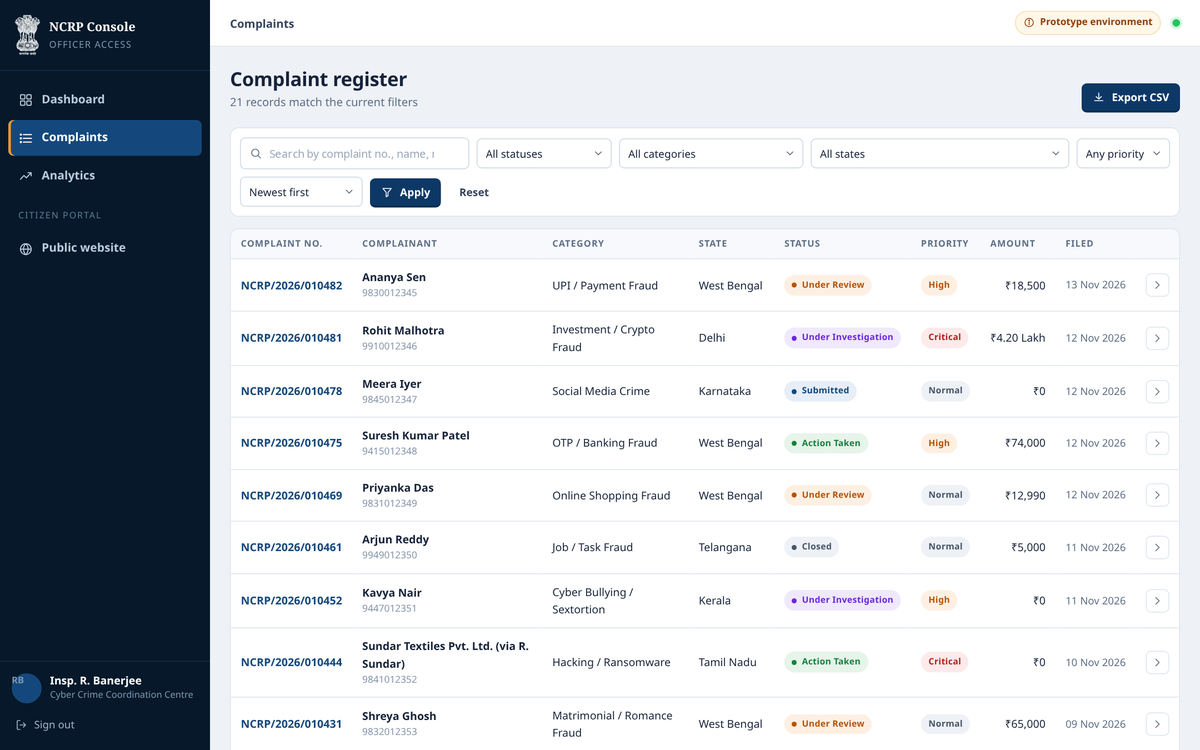 NCRP Console
OFFICER ACCESS
Dashboard
Complaints
Analytics
CITIZEN PORTAL
Public website
RB
Insp. R. Banerjee
Cyber Crime Coordination Centre
Sign out
Complaints
Prototype environment
Complaint register
21 records match the current filters
Export CSV
Search by complaint no., name, r
All statuses
All categories
All states
Any priority
Newest first
Apply
Reset
COMPLAINT NO. COMPLAINANT CATEGORY STATE STATUS PRIORITY AMOUNT FILED
NCRP/2026/010482 Ananya Sen UPI / Payment Fraud West Bengal Under Review High ₹18,500 13 Nov 2026
9830012345
NCRP/2026/010481 Rohit Malhotra Investment / Crypto Delhi Under Investigation Critical ₹4.20 Lakh 12 Nov 2026
9910012346 Fraud
NCRP/2026/010478 Meera Iyer Social Media Crime Karnataka Submitted Normal ₹0 12 Nov 2026
9845012347
NCRP/2026/010475 Suresh Kumar Patel OTP / Banking Fraud West Bengal Action Taken High ₹74,000 12 Nov 2026
9415012348
NCRP/2026/010469 Priyanka Das Online Shopping Fraud West Bengal Under Review Normal ₹12,990 12 Nov 2026
9831012349
NCRP/2026/010461 Arjun Reddy Job / Task Fraud Telangana Closed Normal ₹5,000 11 Nov 2026
9949012350
NCRP/2026/010452 Kavya Nair Cyber Bullying / Kerala Under Investigation High ₹0 11 Nov 2026
9447012351 Sextortion
NCRP/2026/010444 Sundar Textiles Pvt. Ltd. (via R. Hacking / Ransomware Tamil Nadu Action Taken Critical ₹0 10 Nov 2026
Sundar)
9841012352
NCRP/2026/010431 Shreya Ghosh Matrimonial / Romance West Bengal Under Review Normal ₹65,000 09 Nov 2026
9832012353 Fraud